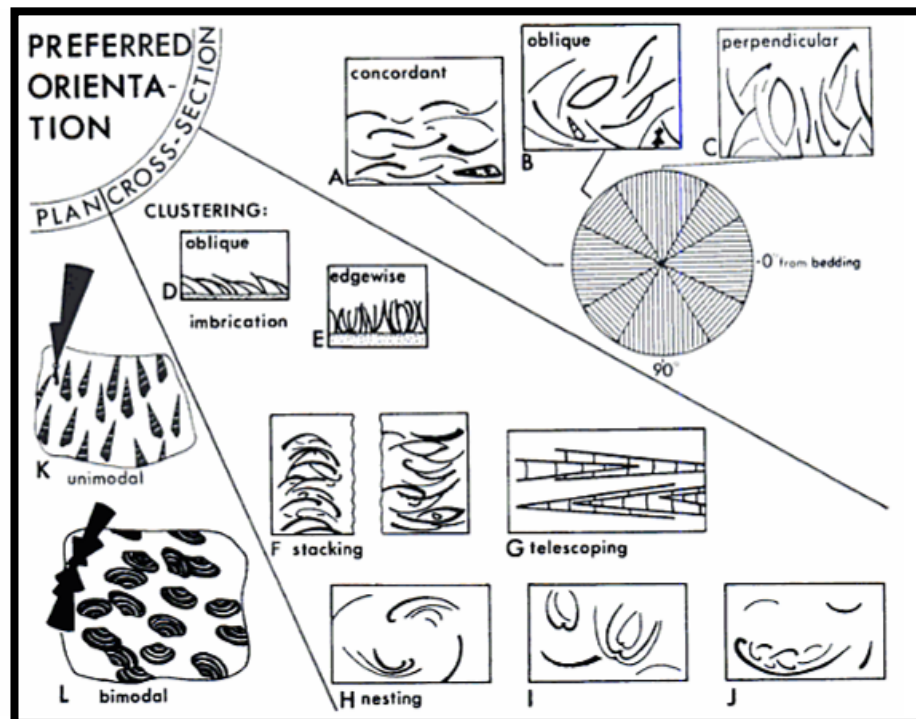 PREFERRED
ORIENTA-
TION
PLAN
CROSS-SECTION
concordant
A
oblique
B
perpendicular
C
-0° from bedding
90°
CLUSTERING:
oblique
D
imbrication
edgewise
E
F stacking
G telescoping
H nesting
I
J
K
unimodal
L
bimodal